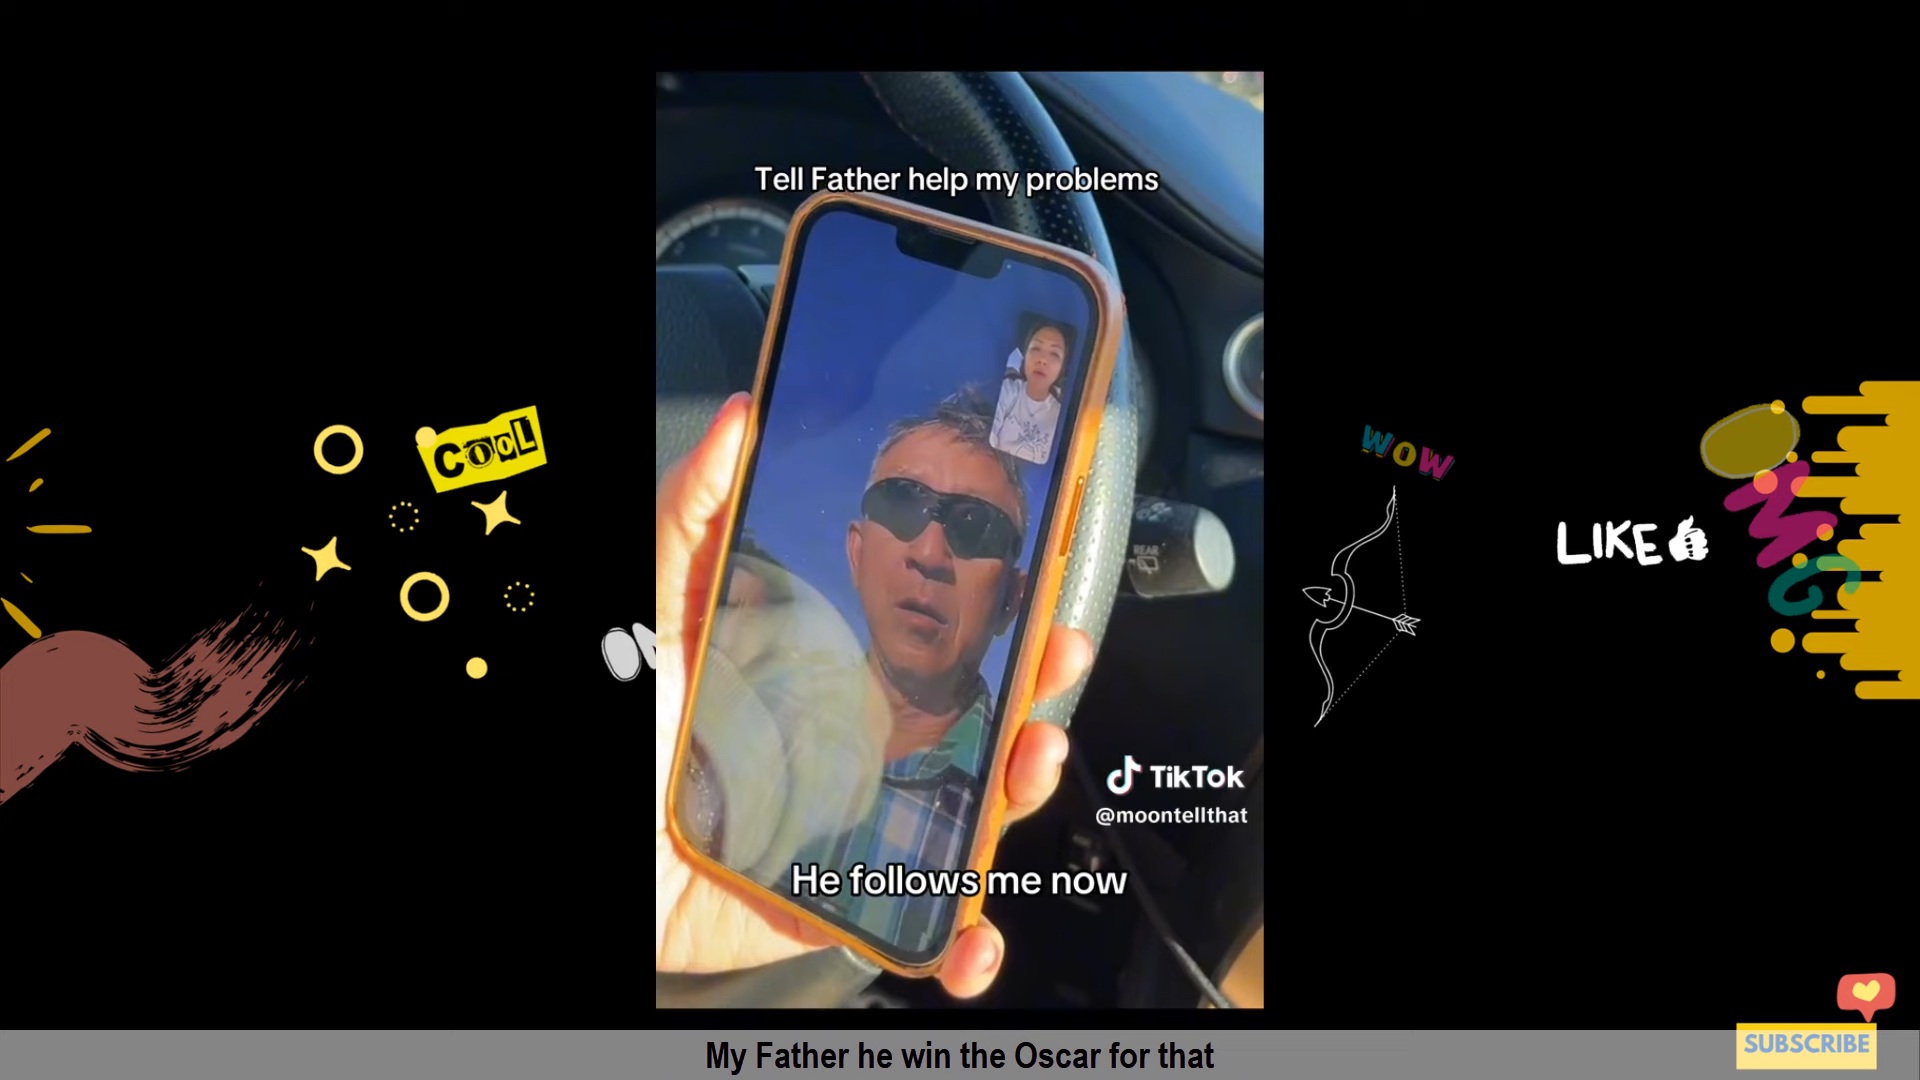 Tell Father help my problems
COOL
WOW
REAR
LIKE
TikTok
@moontellthat
He follows me now
SUBSCRIBE
My Father he win the Oscar for that